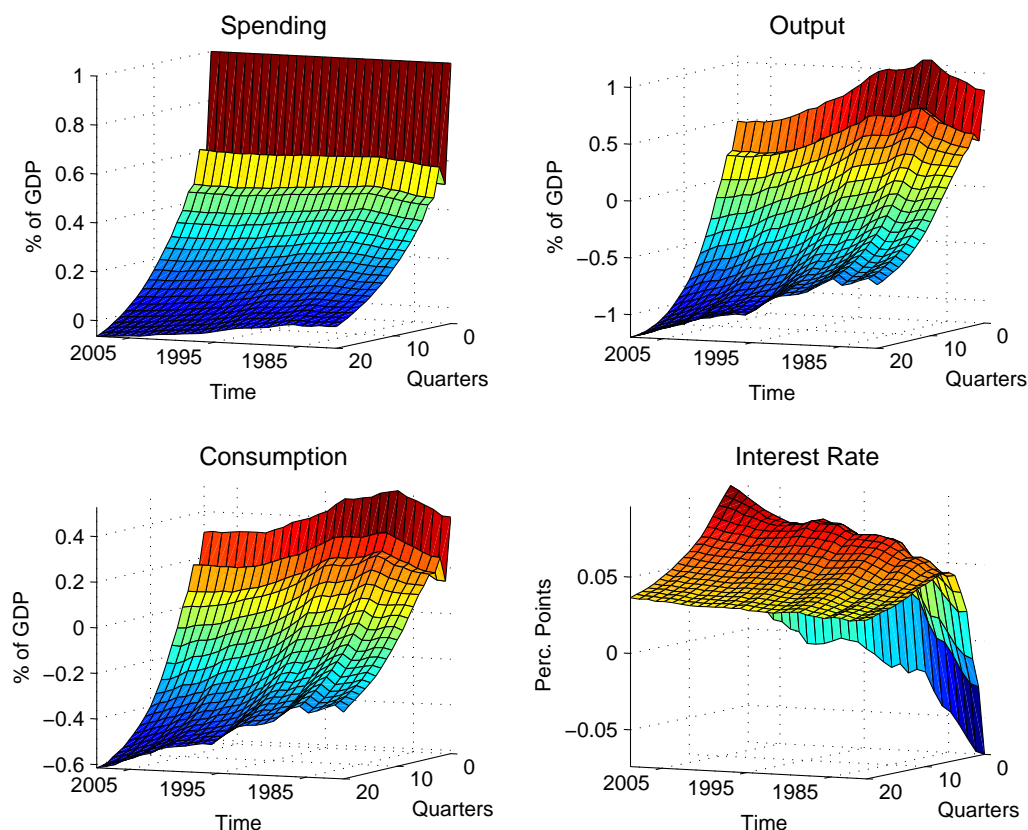 Spending
1
0.8
0.6
0.4
0.2
0
% of GDP
2005
1995
1985
20
10
0
Time
Quarters
Output
1
0.5
0
−0.5
−1
% of GDP
2005
1995
1985
20
10
0
Time
Quarters
Consumption
0.4
0.2
0
−0.2
−0.4
−0.6
% of GDP
2005
1995
1985
20
10
0
Time
Quarters
Interest Rate
0.05
0
−0.05
Perc. Points
2005
1995
1985
20
10
0
Time
Quarters